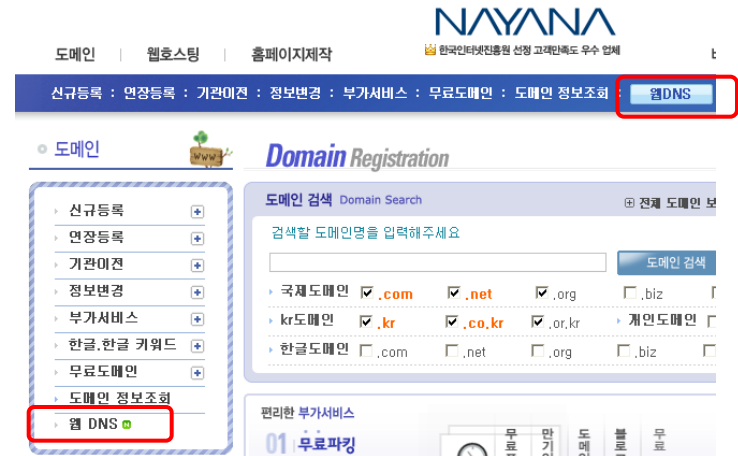 NAYANA
도메인 웹호스팅 홈페이지제작 한국인터넷진흥원 선정 고객만족도 우수 업체
신규등록 : 연장등록 : 기관이전 : 정보변경 : 부가서비스 : 무료도메인 : 도메인 정보조회 : 웹DNS
도메인 www
Domain Registration
도메인 검색 Domain Search 전체 도메인 보
신규등록
검색할 도메인명을 입력해주세요
연장등록
기관이전
도메인 검색
정보변경
국제도메인 .com .net .org .biz
부가서비스
kr도메인 .kr .co.kr .or.kr 개인도메인
한글.한글 키워드
한글도메인 .com .net .org .biz
무료도메인
도메인 정보조회
웹 DNS
편리한 부가서비스
01 무료파킹